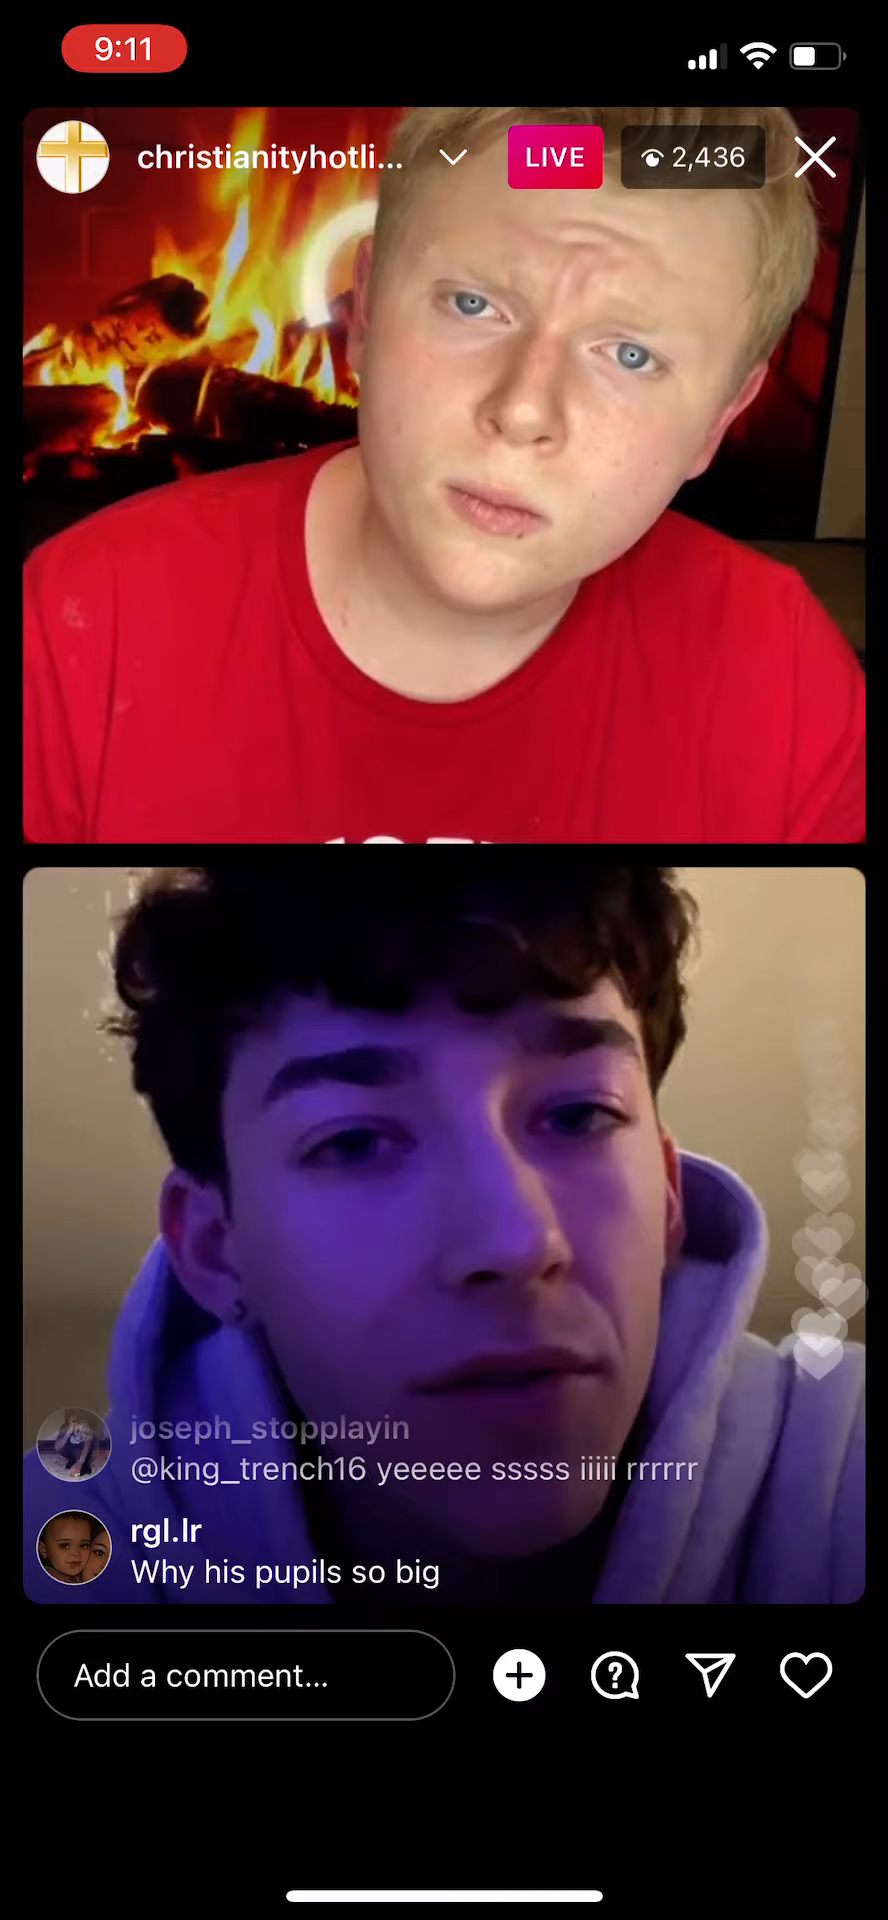 9:11
christianityhotli...
LIVE
2,436
joseph_stopplayin
@king_trench16 yeeeee sssss iiiii rrrrrr
rgl.lr
Why his pupils so big
Add a comment...